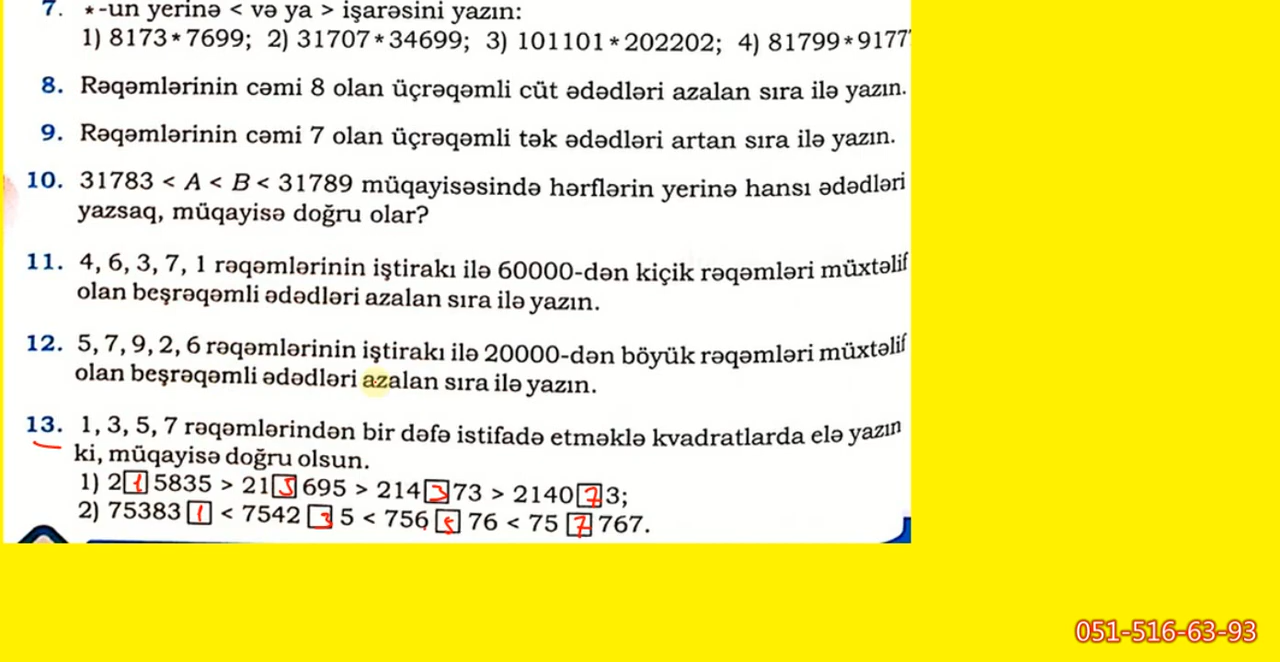 7. *-un yerinə < və ya > işarəsini yazın:
1) 8173*7699; 2) 31707*34699; 3) 101101*202202; 4) 81799*9177
8. Rəqəmlərinin cəmi 8 olan üçrəqəmli cüt ədədləri azalan sıra ilə yazın.
9. Rəqəmlərinin cəmi 7 olan üçrəqəmli tək ədədləri artan sıra ilə yazın.
10. 31783 < A < B < 31789 müqayisəsində hərflərin yerinə hansı ədədləri
yazsaq, müqayisə doğru olar?
11. 4, 6, 3, 7, 1 rəqəmlərinin iştirakı ilə 60000-dən kiçik rəqəmləri müxtəlif
olan beşrəqəmli ədədləri azalan sıra ilə yazın.
12. 5, 7, 9, 2, 6 rəqəmlərinin iştirakı ilə 20000-dən böyük rəqəmləri müxtəlif
olan beşrəqəmli ədədləri azalan sıra ilə yazın.
13. 1, 3, 5, 7 rəqəmlərindən bir dəfə istifadə etməklə kvadratlarda elə yazın
ki, müqayisə doğru olsun.
1) 2 1 5835 > 21 5 695 > 214 3 73 > 2140 7 3;
2) 75383 1 < 7542 3 5 < 756 5 76 < 75 7 767.
051-516-63-93